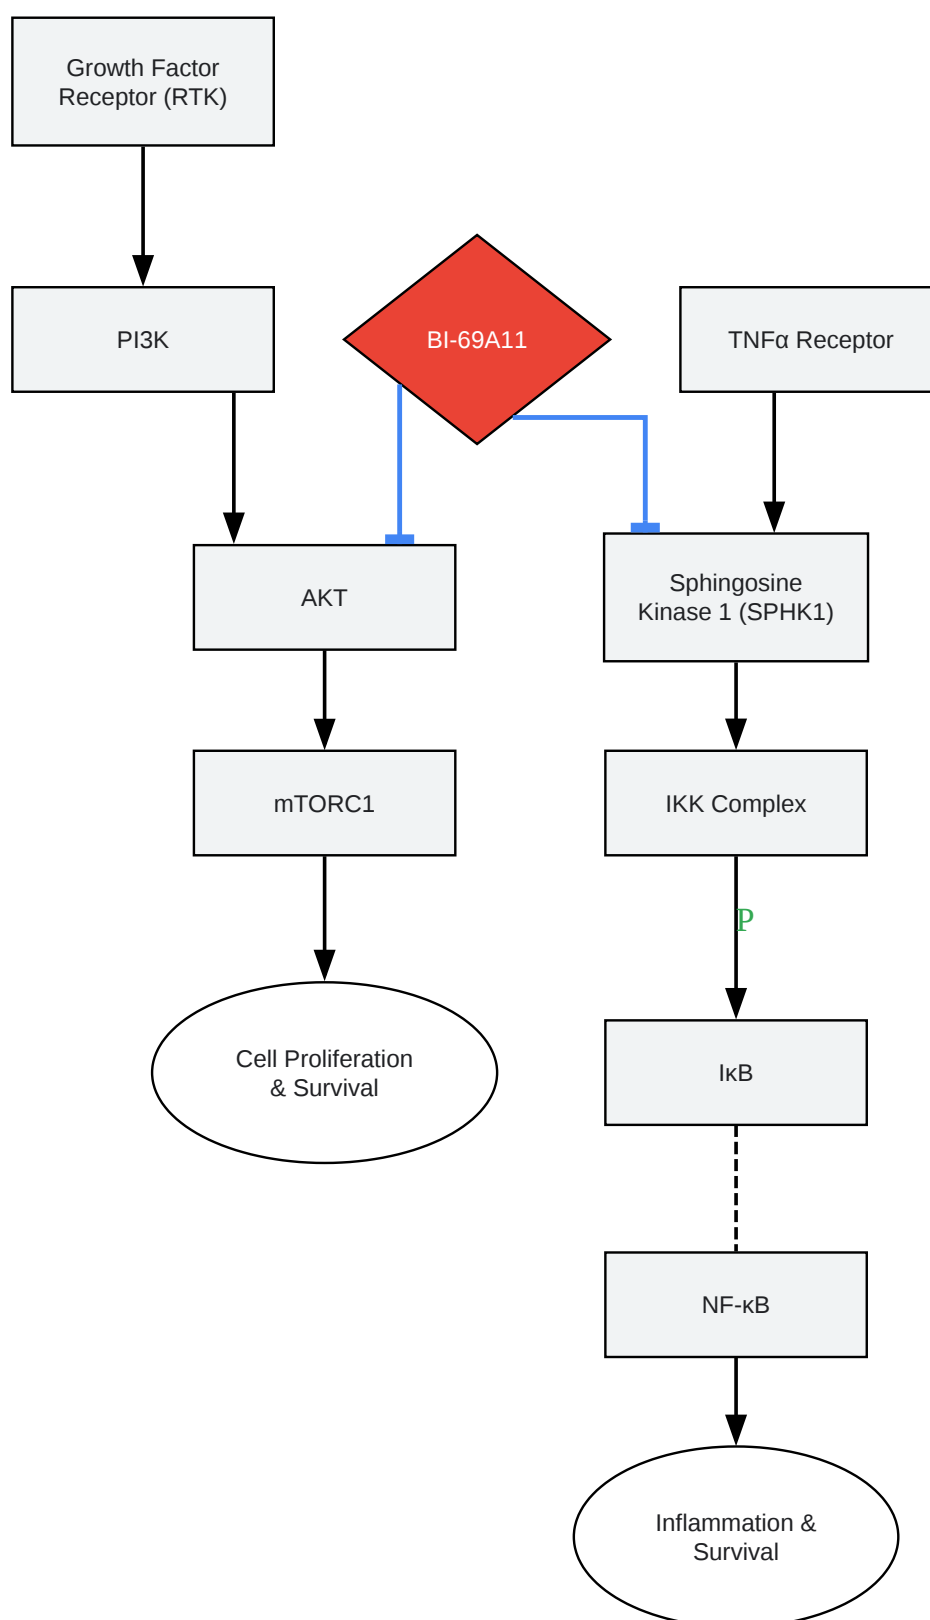 Growth Factor
Receptor (RTK)
PI3K
BI-69A11
TNFα Receptor
AKT
Sphingosine
Kinase 1 (SPHK1)
mTORC1
IKK Complex
P
Cell Proliferation
& Survival
IκB
NF-κB
Inflammation &
Survival